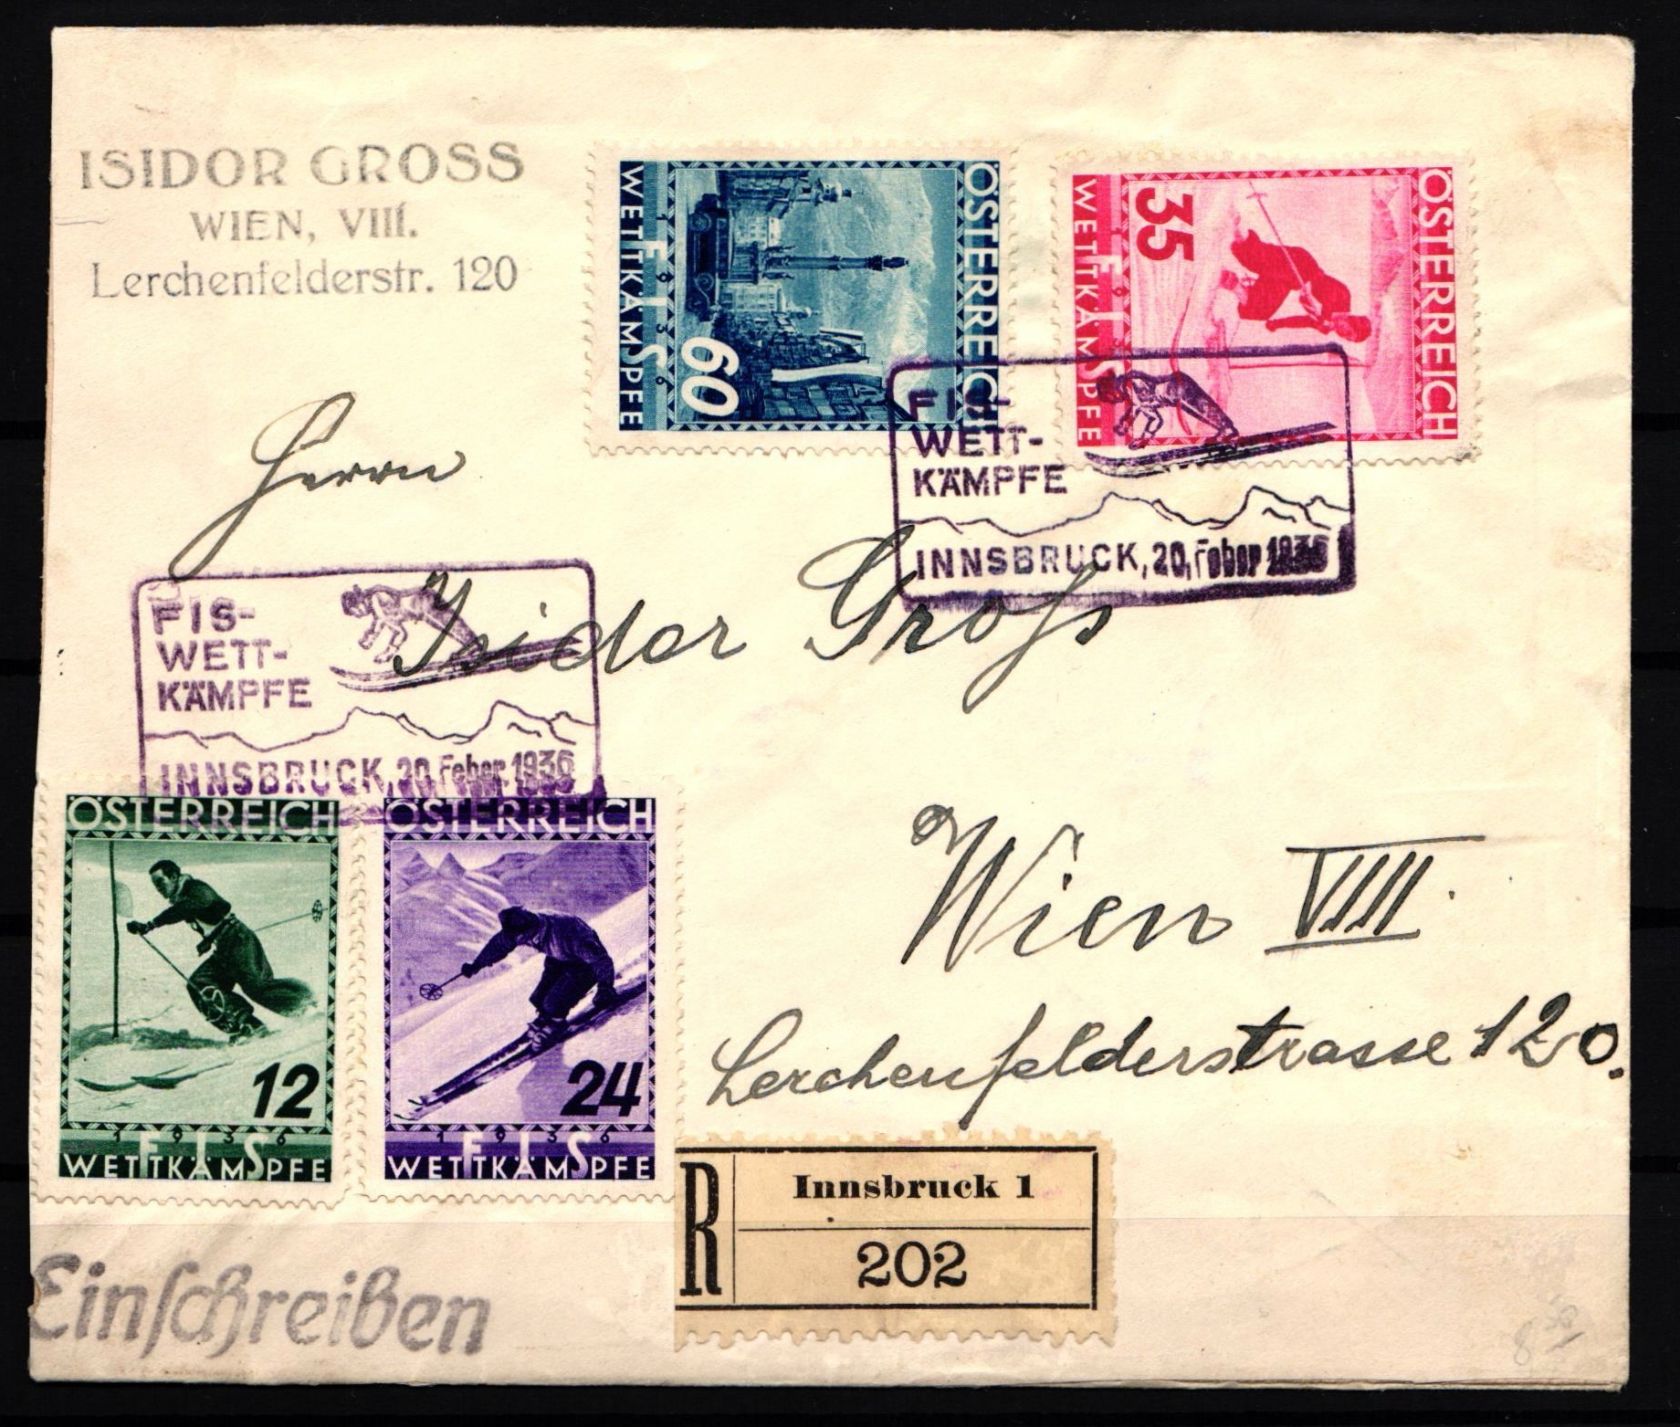 ISIDOR GROSS
WIEN, VIII.
Lerchenfelderstr. 120
ÖSTERREICH
60
1936
FIS
WETTKÄMPFE
ÖSTERREICH
35
1936
FIS
WETTKÄMPFE
FIS-
WETT-
KÄMPFE
INNSBRUCK, 20. Feber 1936
Herrn
Isidor Groß
FIS-
WETT-
KÄMPFE
INNSBRUCK, 20. Feber 1936
Wien VIIII.
Lerchenfelderstrasse 120.
ÖSTERREICH
12
1936
FIS
WETTKÄMPFE
ÖSTERREICH
24
1936
FIS
WETTKÄMPFE
R
Innsbruck 1
202
Einschreiben